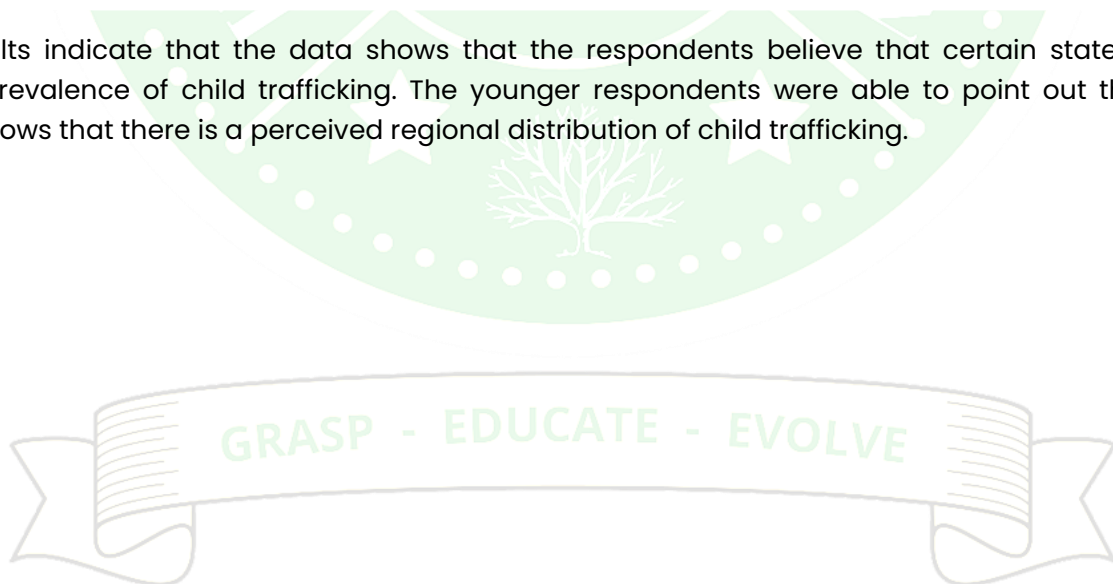 lts indicate that the data shows that the respondents believe that certain state
revalence of child trafficking. The younger respondents were able to point out th
ows that there is a perceived regional distribution of child trafficking.
GRASP - EDUCATE - EVOLVE